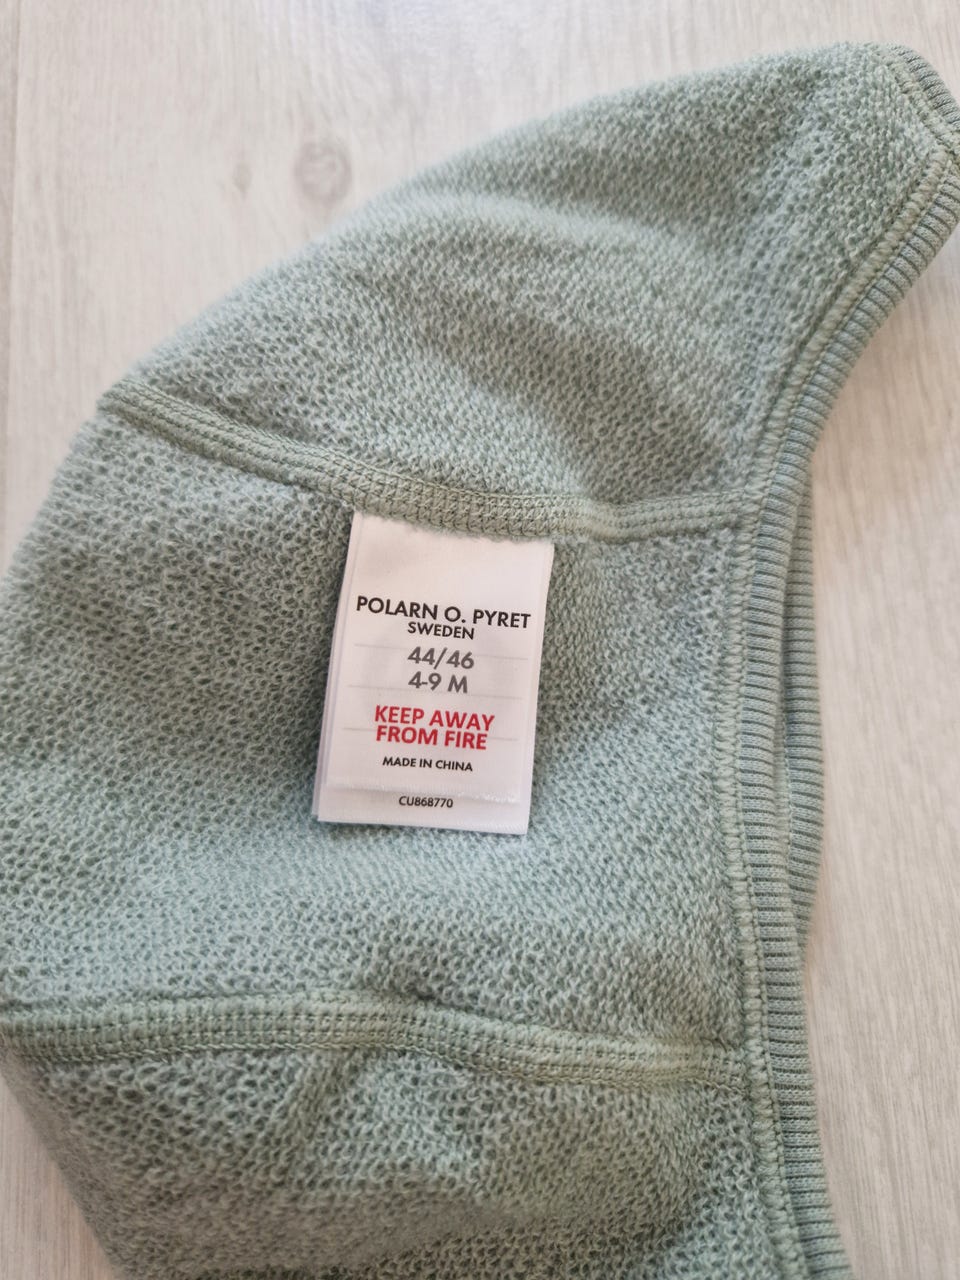 POLARN O. PYRET
SWEDEN
44/46
4-9 M
KEEP AWAY
FROM FIRE
MADE IN CHINA
CU868770